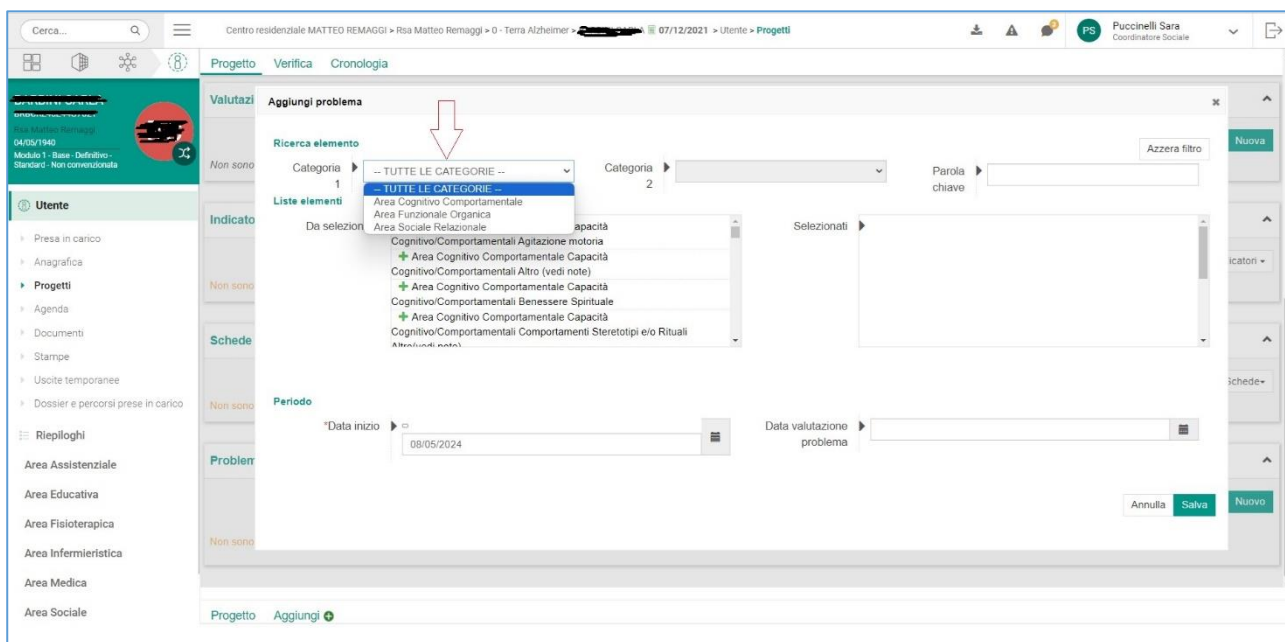 Cerca...
Centro residenziale MATTEO REMAGGI > Rsa Matteo Remaggi > 0 - Terra Alzheimer > 07/12/2021 > Utente > Progetti
2
PS
Puccinelli Sara
Coordinatore Sociale
Progetto Verifica Cronologia
Rsa Matteo Remaggi
04/05/1940
Modulo 1 - Base - Definitivo -
Standard - Non convenzionata
Utente
Presa in carico
Anagrafica
Progetti
Agenda
Documenti
Stampe
Uscite temporanee
Dossier e percorsi prese in carico
Riepiloghi
Area Assistenziale
Area Educativa
Area Fisioterapica
Area Infermieristica
Area Medica
Area Sociale
Valutazi
Nuova
Non sono
Indicato
icatori
Non sono
Schede
Schede
Non sono
Problem
Nuovo
Non sono
Aggiungi problema
Ricerca elemento
Azzera filtro
Categoria 1
-- TUTTE LE CATEGORIE --
Categoria 2
Parola chiave
-- TUTTE LE CATEGORIE --
Area Cognitivo Comportamentale
Area Funzionale Organica
Area Sociale Relazionale
Liste elementi
Da selezion
apacità
Selezionati
Cognitivo/Comportamentali Agitazione motoria
+ Area Cognitivo Comportamentale Capacità
Cognitivo/Comportamentali Altro (vedi note)
+ Area Cognitivo Comportamentale Capacità
Cognitivo/Comportamentali Benessere Spirituale
+ Area Cognitivo Comportamentale Capacità
Cognitivo/Comportamentali Comportamenti Steretotipi e/o Rituali
Altro(vedi note)
Periodo
*Data inizio
08/05/2024
Data valutazione problema
Annulla Salva
Progetto Aggiungi